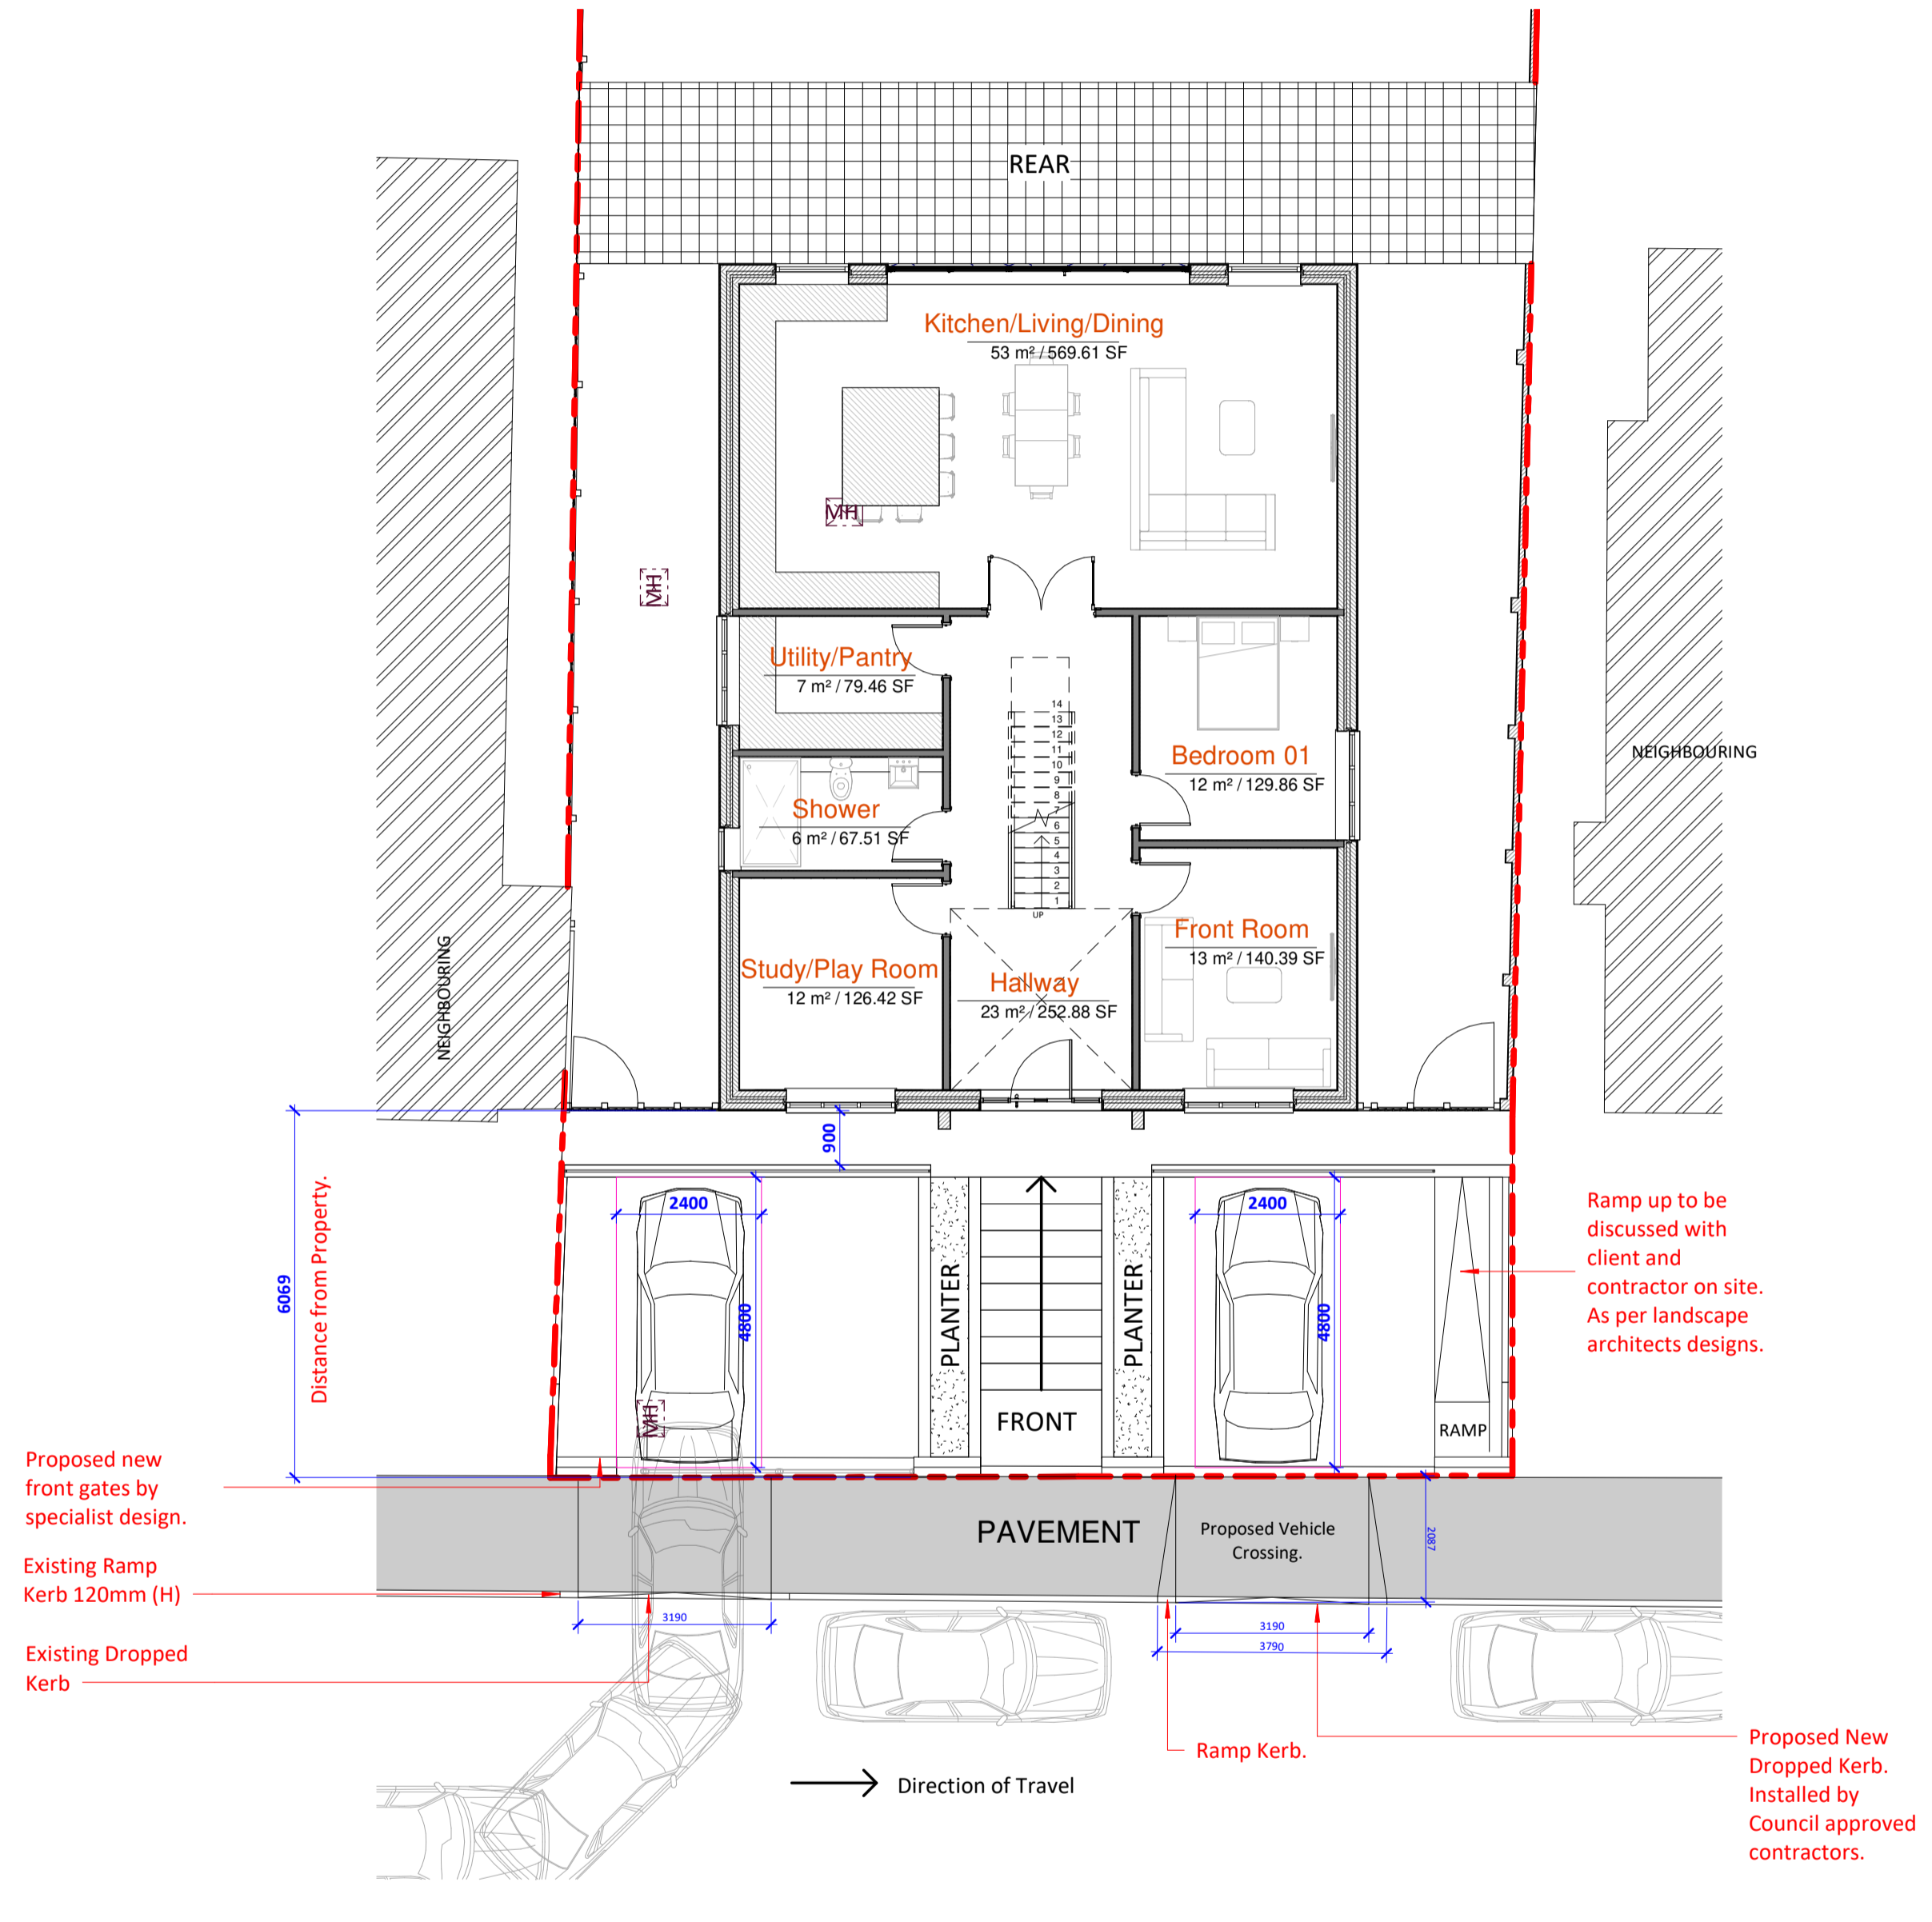 REAR
Kitchen/Living/Dining
53 m² / 569.61 SF
MH
MH
Utility/Pantry
7 m² / 79.46 SF
14
13
12
11
10
9
8
7
6
5
4
3
2
1
UP
Bedroom 01
12 m² / 129.86 SF
NEIGHBOURING
Shower
6 m² / 67.51 SF
Front Room
13 m² / 140.39 SF
Study/Play Room
12 m² / 126.42 SF
Hallway
23 m² / 252.88 SF
NEIGHBOURING
900
6069
Distance from Property.
2400
4800
PLANTER
PLANTER
2400
4800
Ramp up to be
discussed with
client and
contractor on site.
As per landscape
architects designs.
MH
FRONT
RAMP
Proposed new
front gates by
specialist design.
PAVEMENT
Proposed Vehicle
Crossing.
2087
Existing Ramp
Kerb 120mm (H)
3190
3190
3790
Existing Dropped
Kerb
Ramp Kerb.
Proposed New
Dropped Kerb.
Installed by
Council approved
contractors.
Direction of Travel